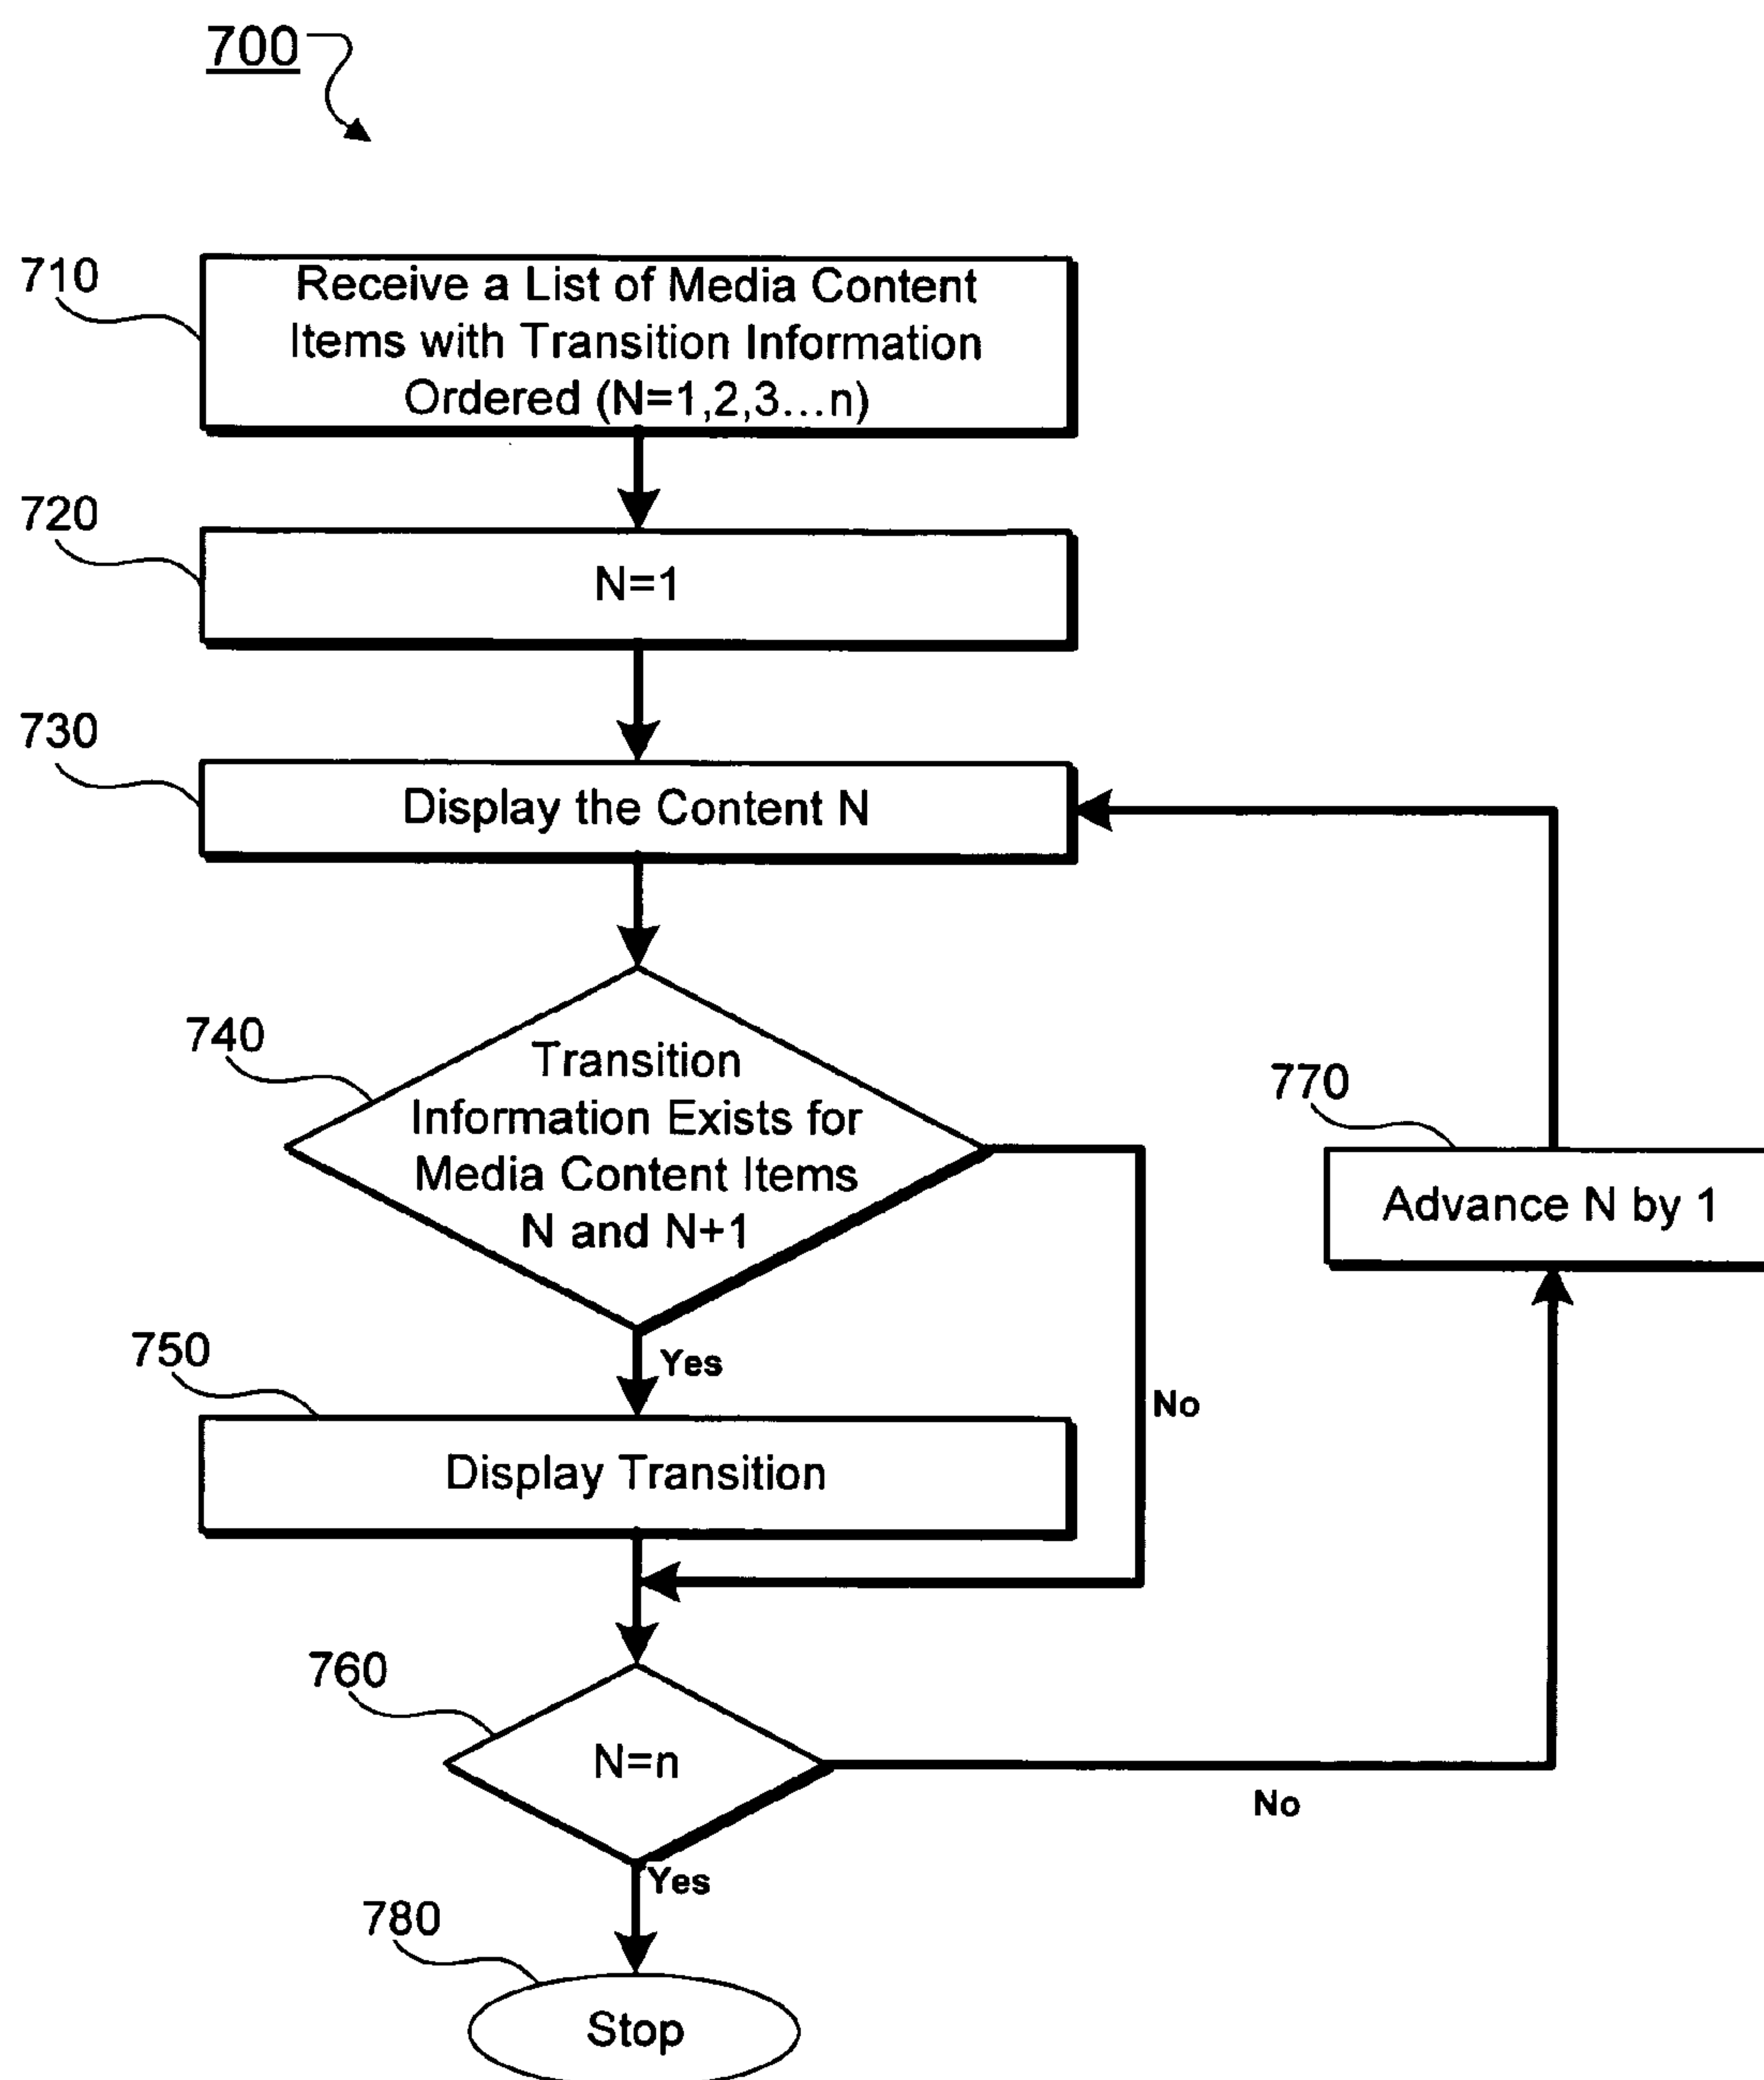 700
710
Receive a List of Media Content
Items with Transition Information
Ordered (N=1,2,3...n)
720
N=1
730
Display the Content N
740
Transition
Information Exists for
Media Content Items
N and N+1
770
Advance N by 1
750
Yes
No
Display Transition
760
N=n
No
Yes
780
Stop